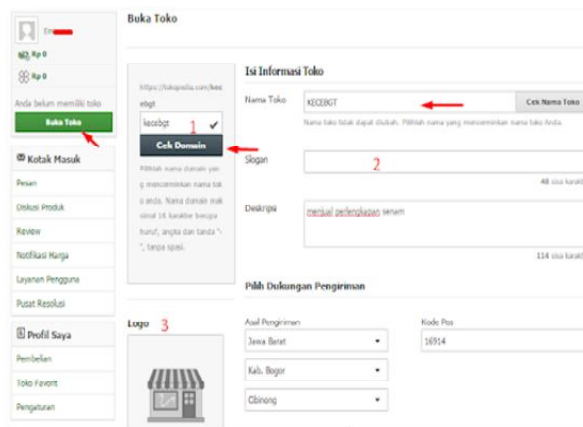 Buka Toko
Rp 0
Rp 0
Anda belum memiliki toko
Buka Toko
Kotak Masuk
Pesan
Diskusi Produk
Review
Notifikasi Harga
Layanan Pengguna
Pusat Resolusi
Profil Saya
Pembelian
Toko Favorit
Pengaturan
https://tokopedia.com/kec
ebgt
kecebgt 1
Cek Domain
Pilihlah nama domain yan
g mencerminkan nama tok
o anda. Nama domain mak
simal 16 karakter berupa
huruf, angka dan tanda "-
", tanpa spasi.
Logo 3
Isi Informasi Toko
Nama Toko KECEBGT Cek Nama Toko
Nama toko tidak dapat diubah. Pilihlah nama yang mencerminkan nama toko Anda.
Slogan 2
48 sisa karakt
Deskripsi menjual perlengkapan senam
114 sisa karakt
Pilih Dukungan Pengiriman
Asal Pengiriman Kode Pos
Jawa Barat 16914
Kab. Bogor
Cibinong